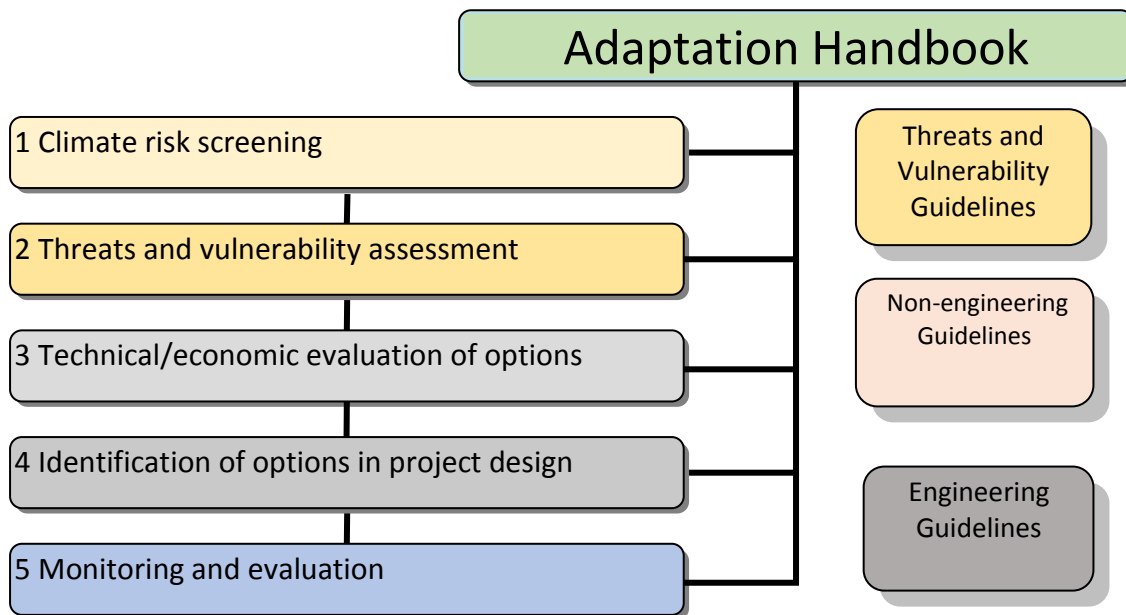 Adaptation Handbook
1 Climate risk screening
2 Threats and vulnerability assessment
3 Technical/economic evaluation of options
4 Identification of options in project design
5 Monitoring and evaluation
Threats and
Vulnerability
Guidelines
Non-engineering
Guidelines
Engineering
Guidelines